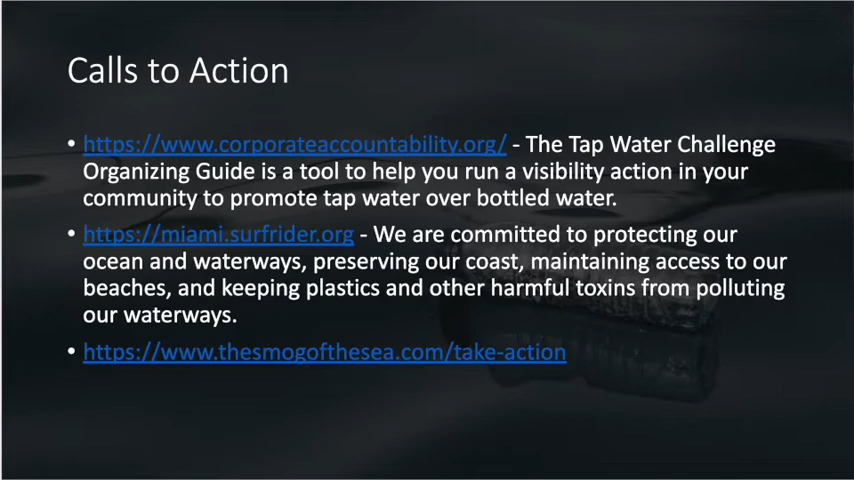 Calls to Action
• https://www.corporateaccountability.org/ - The Tap Water Challenge
Organizing Guide is a tool to help you run a visibility action in your
community to promote tap water over bottled water.
• https://miami.surfrider.org - We are committed to protecting our
ocean and waterways, preserving our coast, maintaining access to our
beaches, and keeping plastics and other harmful toxins from polluting
our waterways.
• https://www.thesmogofthesea.com/take-action